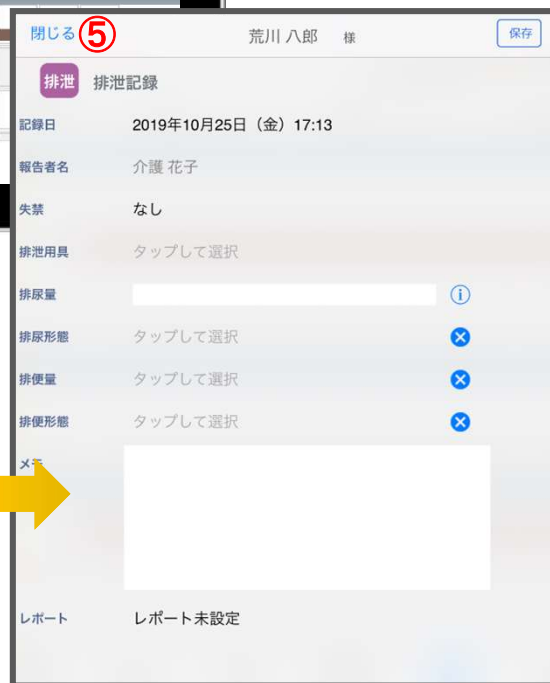 閉じる ⑤ 荒川 八郎 様 保存
排泄 排泄記録
記録日 2019年10月25日（金）17:13
報告者名 介護 花子
失禁 なし
排泄用具 タップして選択
排尿量
排尿形態 タップして選択
排便量 タップして選択
排便形態 タップして選択
メモ
レポート レポート未設定